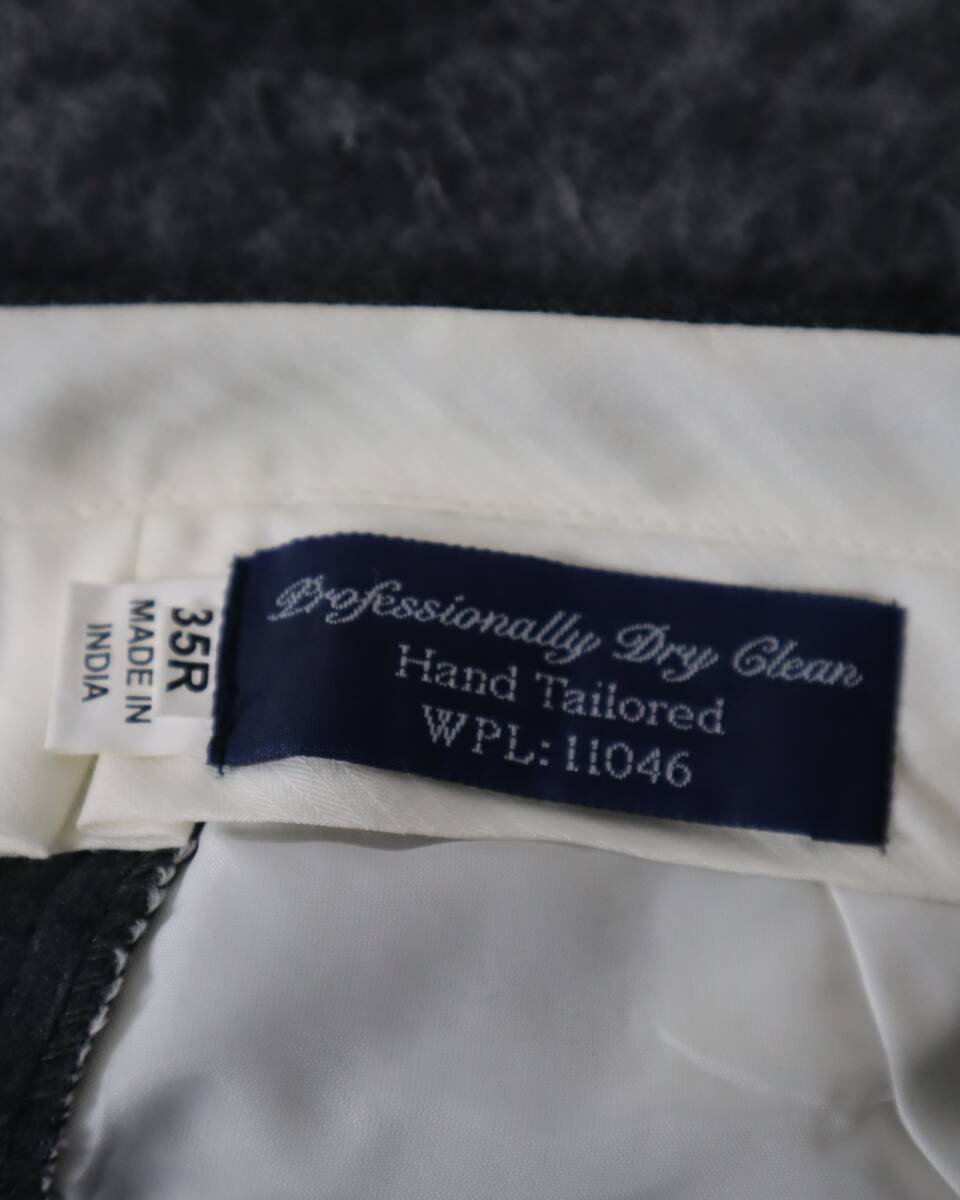 35R
MADE IN
INDIA
Professionally Dry Clean
Hand Tailored
WPL: 11046